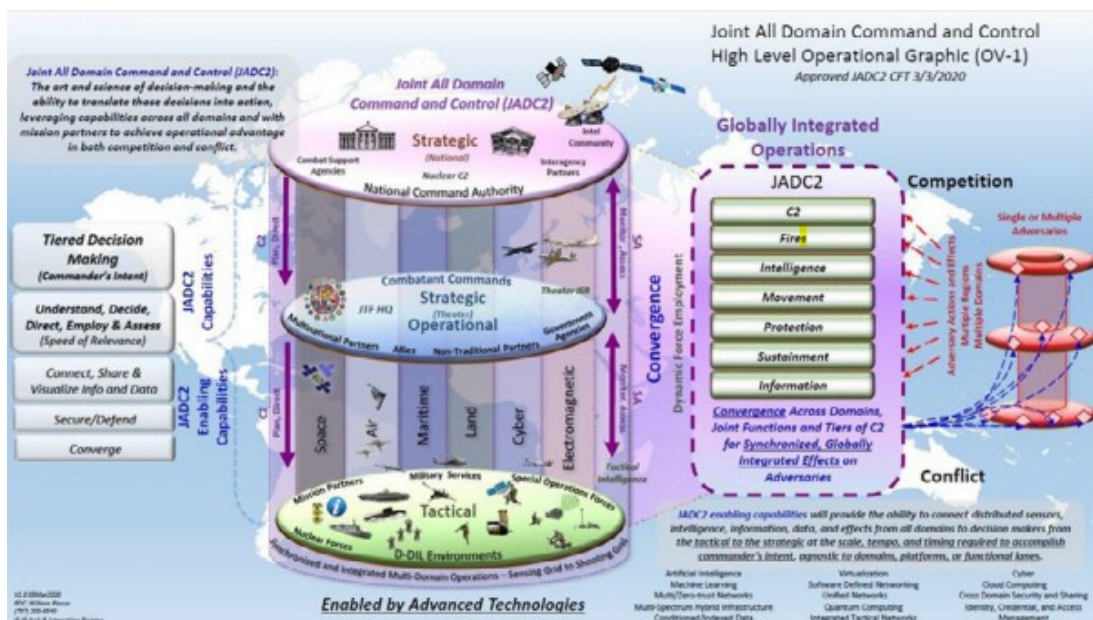 Joint All Domain Command and Control
High Level Operational Graphic (OV-1)
Approved JADC2 CFT 3/3/2020
Joint All Domain Command and Control (JADC2):
The art and science of decision-making and the
ability to translate those decisions into action,
leveraging capabilities across all domains and with
mission partners to achieve operational advantage
in both competition and conflict.
Tiered Decision
Making
(Commander's Intent)
Understand, Decide,
Direct, Employ & Assess
(Speed of Relevance)
Connect, Share &
Visualize Info and Data
Secure/Defend
Converge
JADC2
Capabilities
JADC2
Enabling
Capabilities
Joint All Domain
Command and Control (JADC2)
Strategic
(National)
Nuclear C2
Combat Support
Agencies
Intel
Community
Interagency
Partners
National Command Authority
C2
Plan, Direct
SA
Monitor, Assess
Combatant Commands
Strategic
(Theater)
Operational
JTF HQ
Theater ISR
Multinational Partners
Allies
Non-Traditional Partners
Government
Agencies
C2
Plan, Direct
SA
Monitor, Assess
Space
Air
Maritime
Land
Cyber
Electromagnetic
Tactical
Intelligence
Mission Partners
Military Services
Special Operations Forces
Tactical
Nuclear Forces
D-DIL Environments
Synchronized and Integrated Multi-Domain Operations – Sensing Grid to Shooting Grid
Enabled by Advanced Technologies
Convergence
Dynamic Force Employment
Globally Integrated
Operations
JADC2
C2
Fires
Intelligence
Movement
Protection
Sustainment
Information
Convergence Across Domains,
Joint Functions and Tiers of C2
for Synchronized, Globally
Integrated Effects on
Adversaries
Competition
Single or Multiple
Adversaries
Adversary Actions and Effects
Multiple Regions
Multiple Domains
Conflict
JADC2 enabling capabilities will provide the ability to connect distributed sensors,
intelligence, information, data, and effects from all domains to decision makers from
the tactical to the strategic at the scale, tempo, and timing required to accomplish
commander's intent, agnostic to domains, platforms, or functional lanes.
Artificial Intelligence
Machine Learning
Multi/Zero-trust Networks
Multi-Spectrum Hybrid Infrastructure
Conditioned/Indexed Data
Virtualization
Software Defined Networking
Unified Networks
Quantum Computing
Integrated Tactical Networks
Cyber
Cloud Computing
Cross Domain Security and Sharing
Identity, Credential, and Access
Management